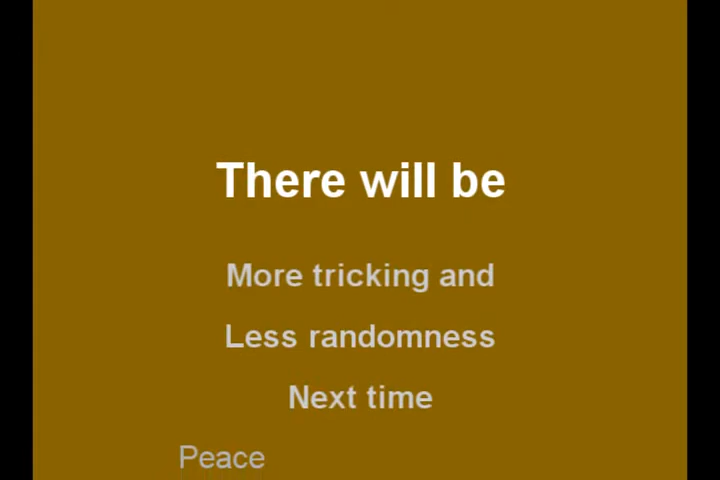 There will be
More tricking and
Less randomness
Next time
Peace